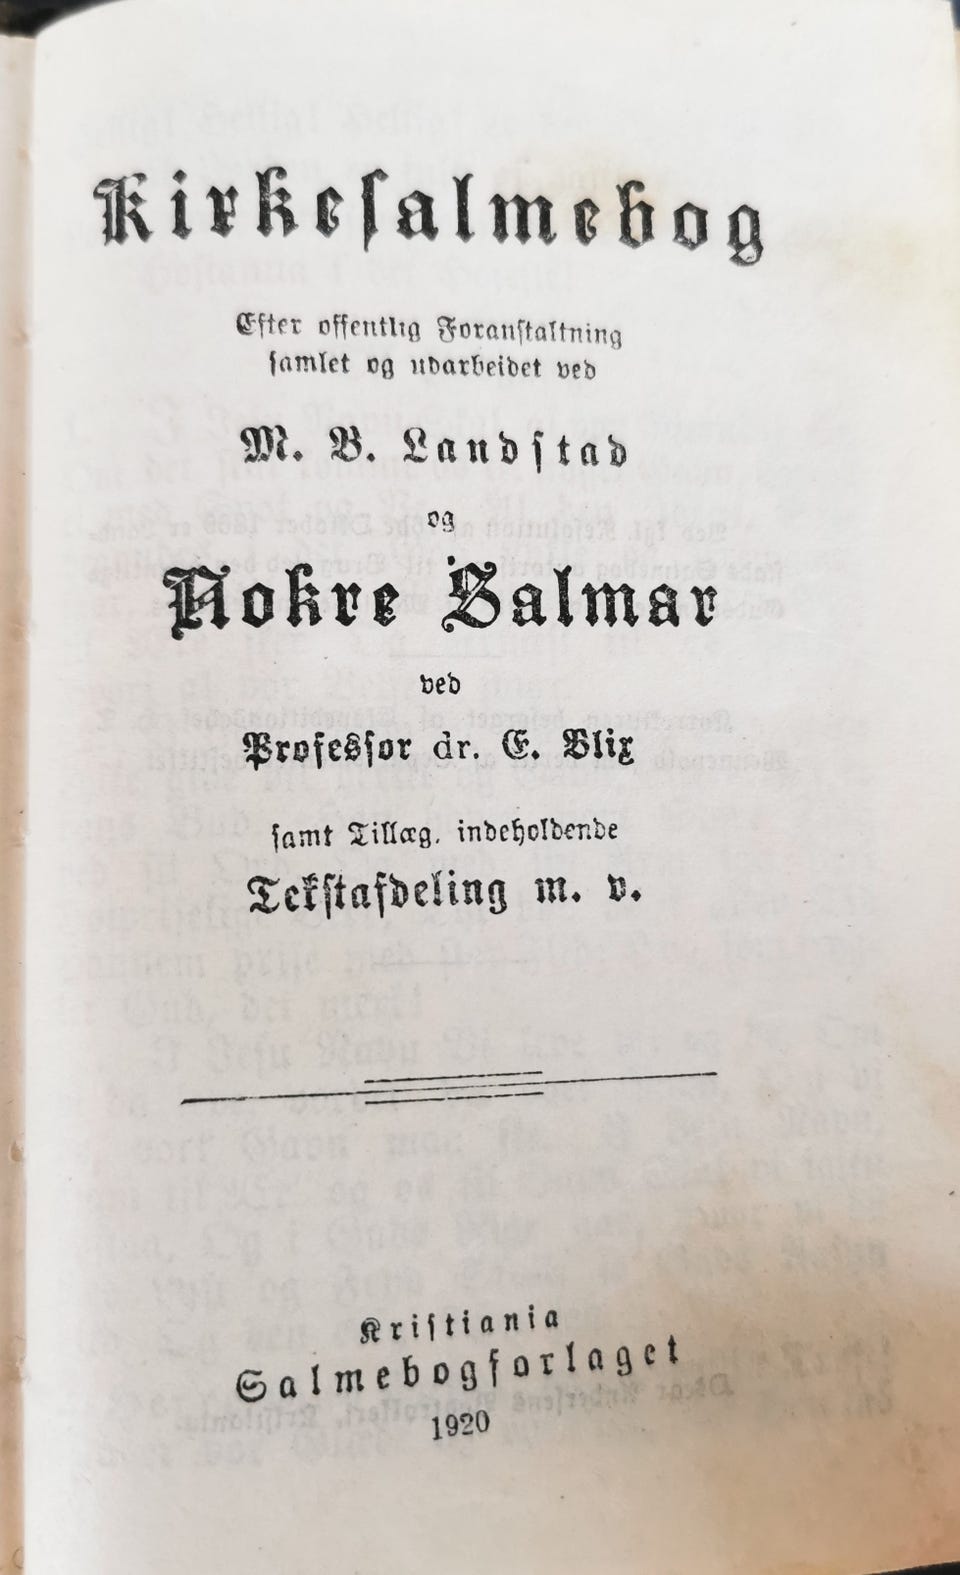 Kirkesalmebog
Efter offentlig Foranstaltning
samlet og udarbeidet ved
M. B. Landstad
og
Nokre Salmar
ved
Professor dr. E. Blix
samt Tillæg, indeholdende
Tekstafdeling m. v.
Kristiania
Salmebogforlaget
1920